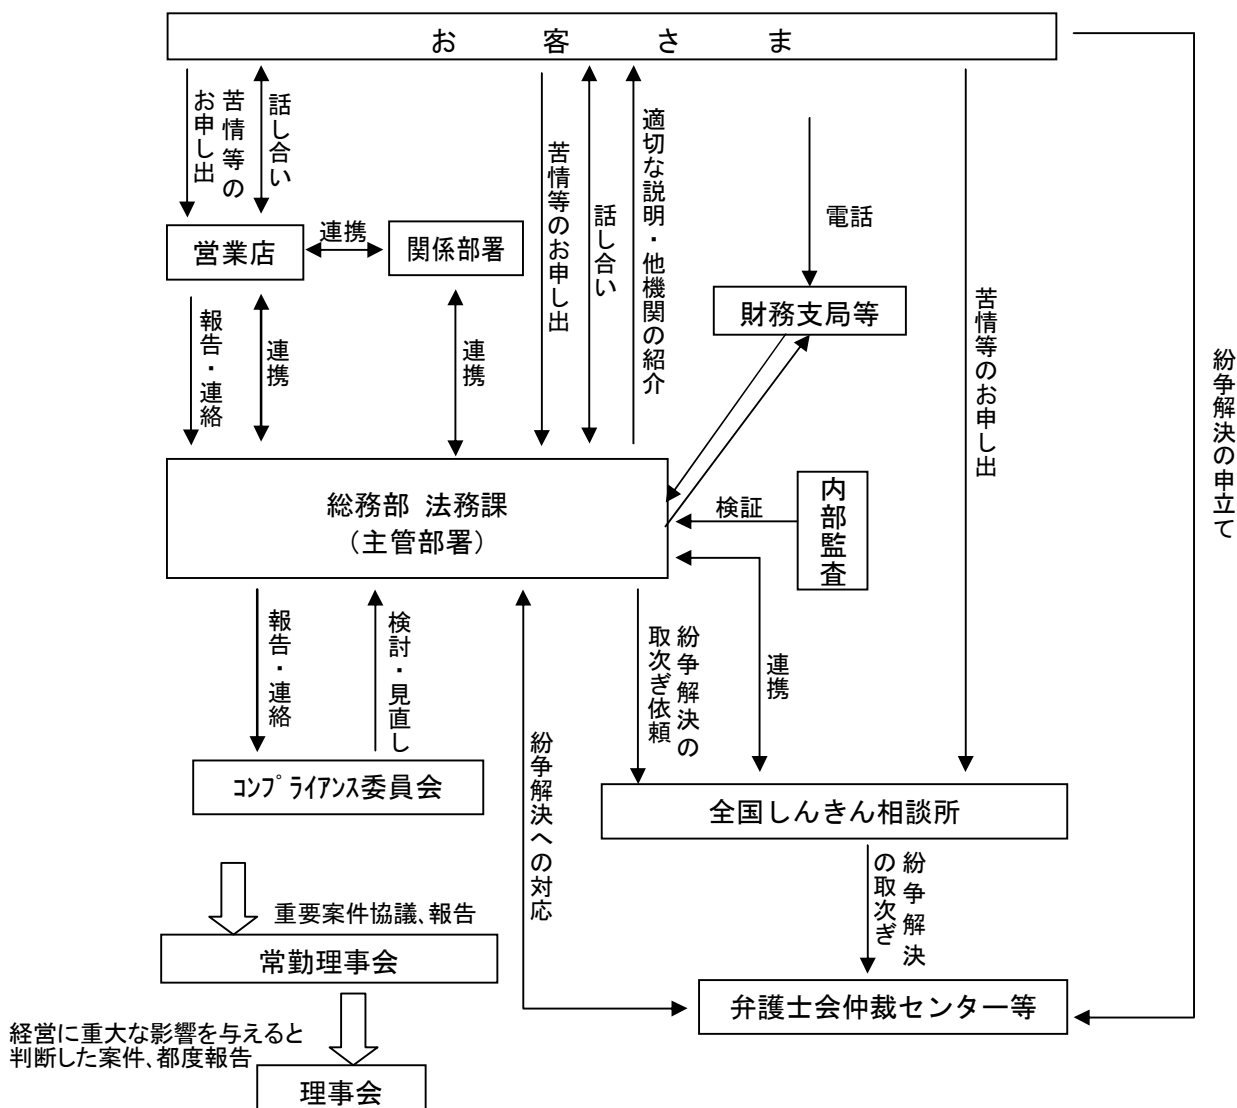 お客さま
苦情等の
お申し出
話し合い
苦情等のお申し出
話し合い
適切な説明・他機関の紹介
電話
苦情等のお申し出
紛争解決の申立て
営業店
連携
関係部署
財務支局等
報告・連絡
連携
連携
総務部 法務課
（主管部署）
検証
内部監査
報告・連絡
検討・見直し
紛争解決への対応
紛争解決の
取次ぎ依頼
連携
ｺﾝﾌﾟﾗｲｱﾝｽ委員会
全国しんきん相談所
重要案件協議、報告
紛争解決
の取次ぎ
常勤理事会
弁護士会仲裁センター等
経営に重大な影響を与えると
判断した案件、都度報告
理事会